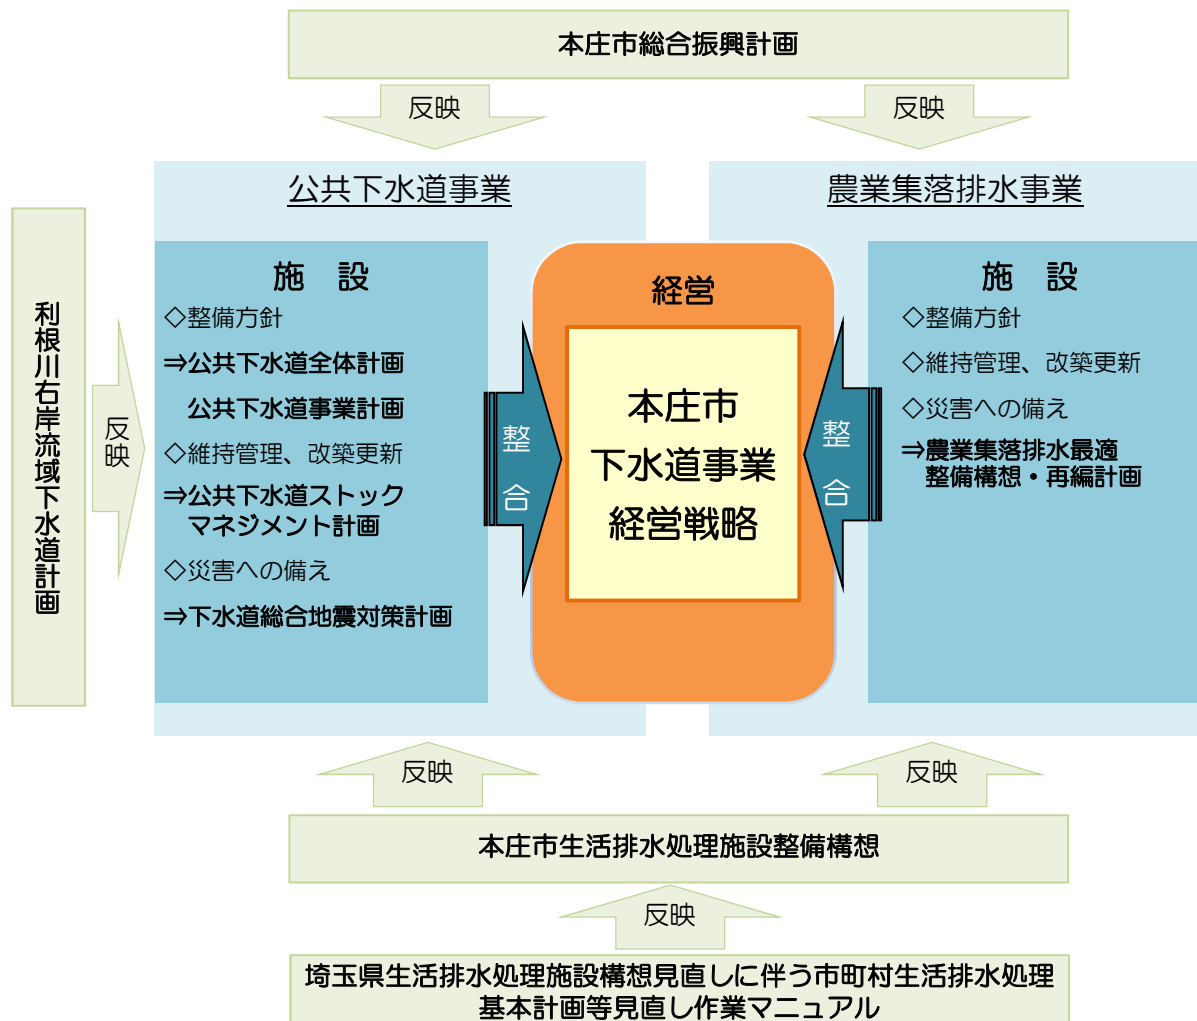 本庄市総合振興計画
反映
反映
利根川右岸流域下水道計画
反映
公共下水道事業
施　設
◇整備方針
⇒公共下水道全体計画
公共下水道事業計画
◇維持管理、改築更新
⇒公共下水道ストック
マネジメント計画
◇災害への備え
⇒下水道総合地震対策計画
整合
経営
本庄市
下水道事業
経営戦略
整合
農業集落排水事業
施　設
◇整備方針
◇維持管理、改築更新
◇災害への備え
⇒農業集落排水最適
整備構想・再編計画
反映
反映
本庄市生活排水処理施設整備構想
反映
埼玉県生活排水処理施設構想見直しに伴う市町村生活排水処理
基本計画等見直し作業マニュアル